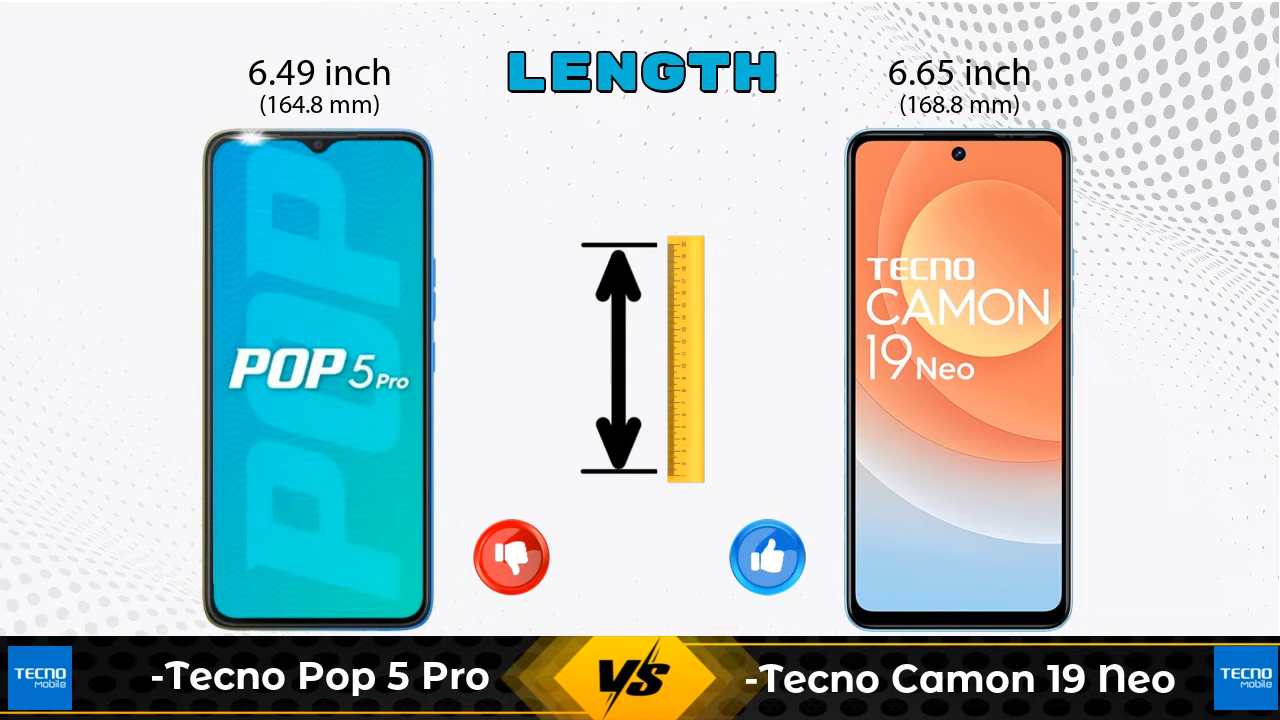 LENGTH
6.49 inch
(164.8 mm)
6.65 inch
(168.8 mm)
POP
POP 5 Pro
TECNO
CAMON
19 Neo
TECNO
mobile
-Tecno Pop 5 Pro
VS
-Tecno Camon 19 Neo
TECNO
mobile